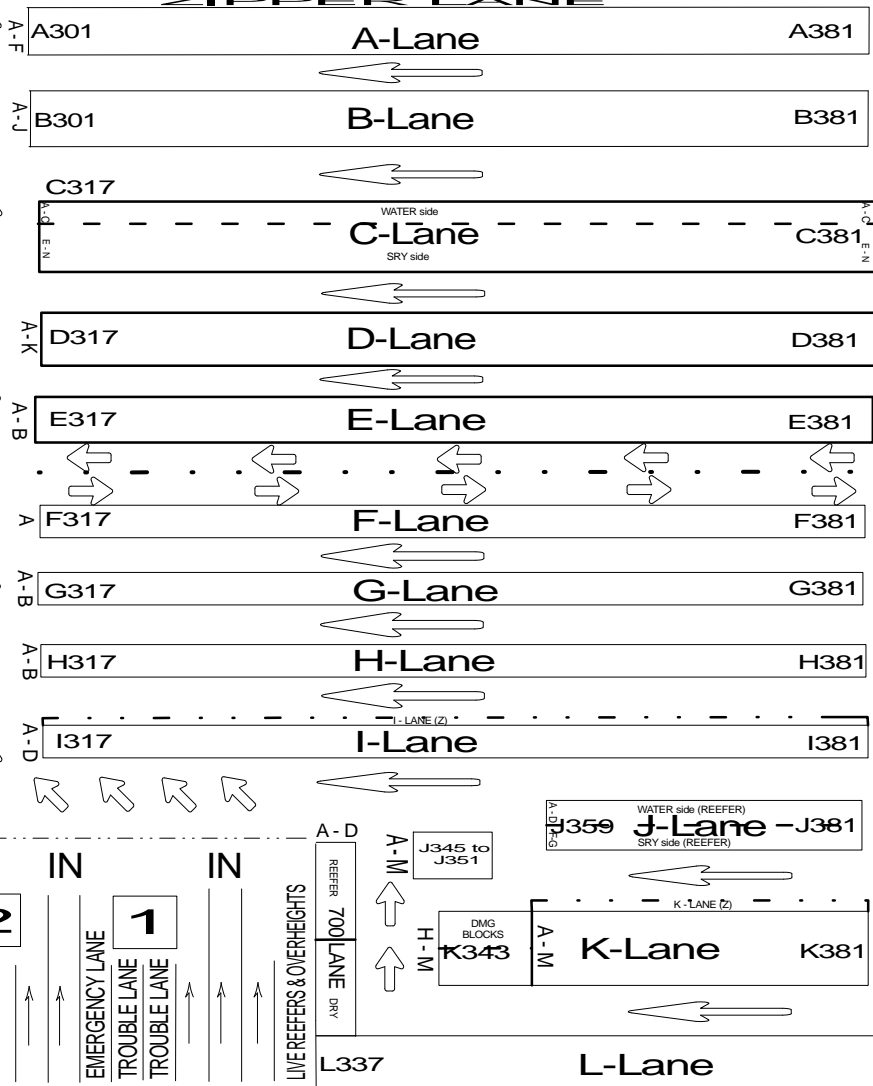 ZIPPER LANE
A - F
A301 A-Lane A381
A - J
B301 B-Lane B381
C317
A - C
WATER side
A - C
C-Lane C381
E - N
SRY side
E - N
A - K
D317 D-Lane D381
A - B
E317 E-Lane E381
A
F317 F-Lane F381
A - B
G317 G-Lane G381
A - B
H317 H-Lane H381
I - LANE (Z)
A - D
I317 I-Lane I381
WATER side (REEFER)
J359 J-Lane J381
SRY side (REEFER)
A - D
F-G
A - D
A - M
J345 to
J351
IN IN
REEFER 700 LANE DRY
K - LANE (Z)
H - M
DMG
BLOCKS
K343
A - M
K-Lane K381
2
1
EMERGENCY LANE
TROUBLE LANE
TROUBLE LANE
LIVE REEFERS & OVERHEIGHTS
L337 L-Lane